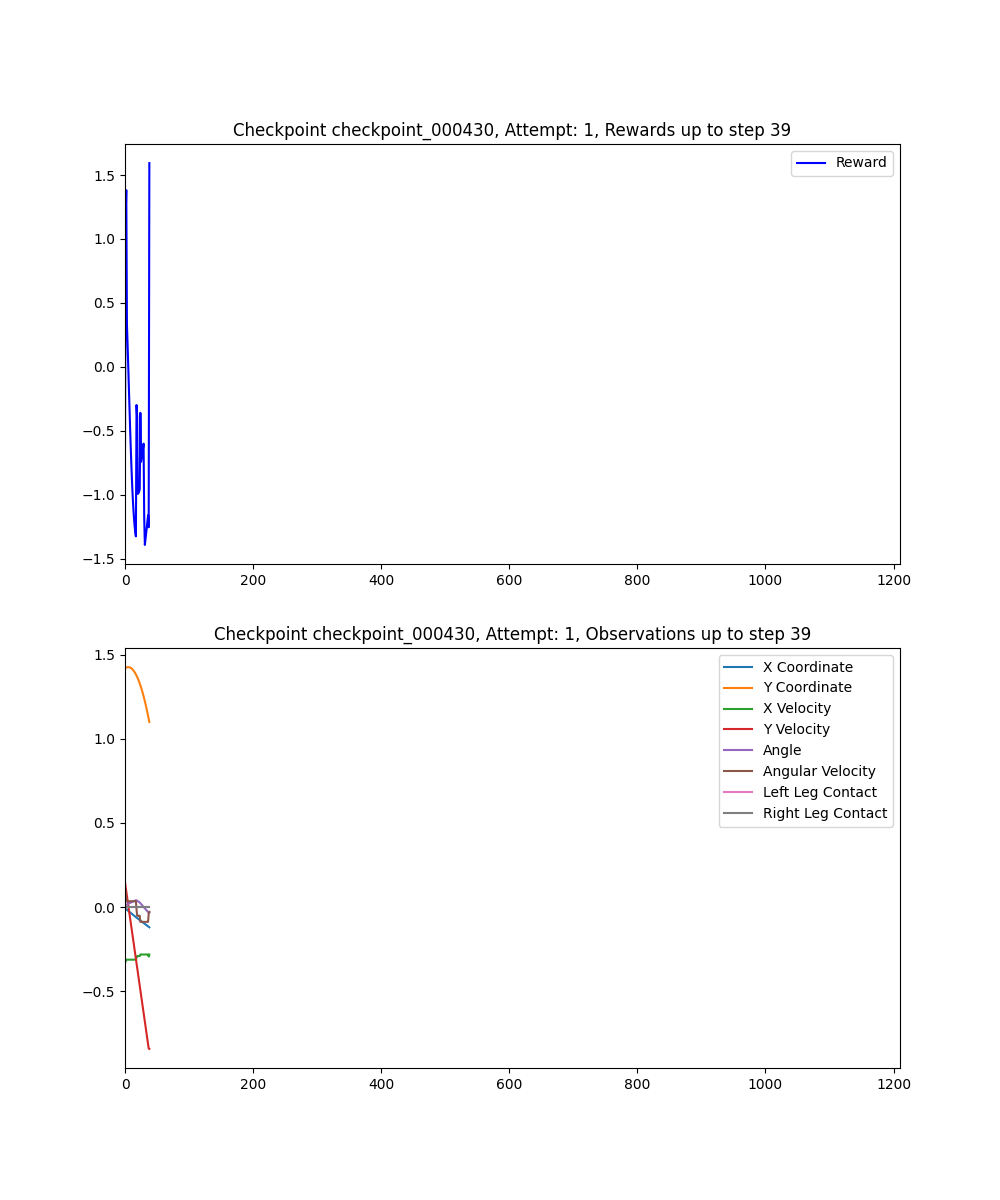 Checkpoint checkpoint_000430, Attempt: 1, Rewards up to step 39
Reward
1.5
1.0
0.5
0.0
−0.5
−1.0
−1.5
0 200 400 600 800 1000 1200
Checkpoint checkpoint_000430, Attempt: 1, Observations up to step 39
X Coordinate
Y Coordinate
X Velocity
Y Velocity
Angle
Angular Velocity
Left Leg Contact
Right Leg Contact
1.5
1.0
0.5
0.0
−0.5
0 200 400 600 800 1000 1200